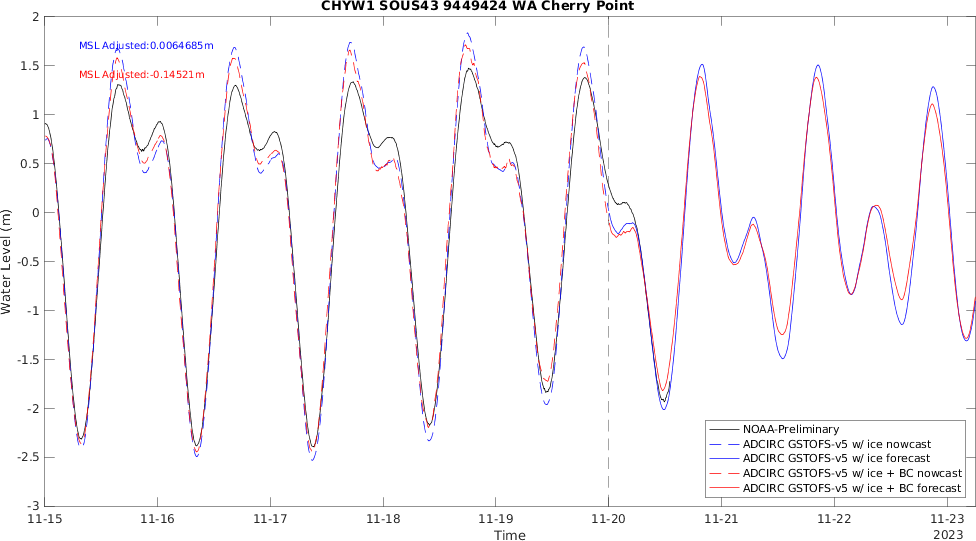 CHYW1 SOUS43 9449424 WA Cherry Point
MSL Adjusted:0.0064685m
MSL Adjusted:-0.14521m
Water Level (m)
2
1.5
1
0.5
0
-0.5
-1
-1.5
-2
-2.5
-3
NOAA-Preliminary
ADCIRC GSTOFS-v5 w/ ice nowcast
ADCIRC GSTOFS-v5 w/ ice forecast
ADCIRC GSTOFS-v5 w/ ice + BC nowcast
ADCIRC GSTOFS-v5 w/ ice + BC forecast
11-15 11-16 11-17 11-18 11-19 11-20 11-21 11-22 11-23
Time
2023